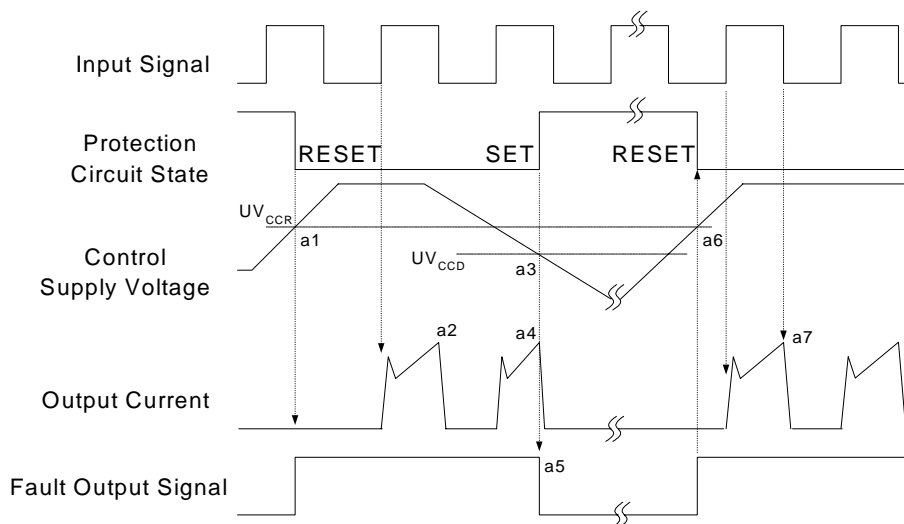 Input Signal
Protection
Circuit State
RESET
SET
RESET
UVCCR
a1
a6
UVCCD
a3
Control
Supply Voltage
a2
a4
a7
Output Current
a5
Fault Output Signal